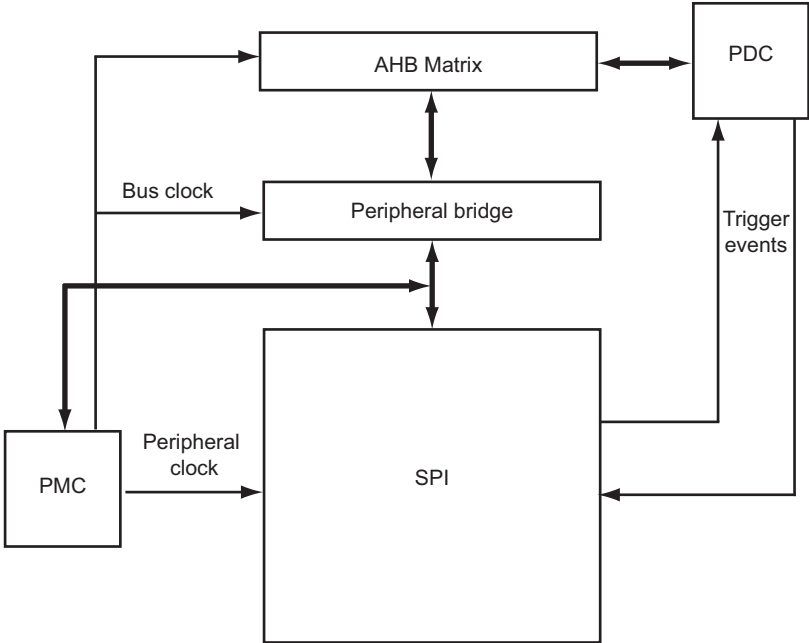 AHB Matrix
PDC
Bus clock
Peripheral bridge
Trigger
events
Peripheral
clock
PMC
SPI